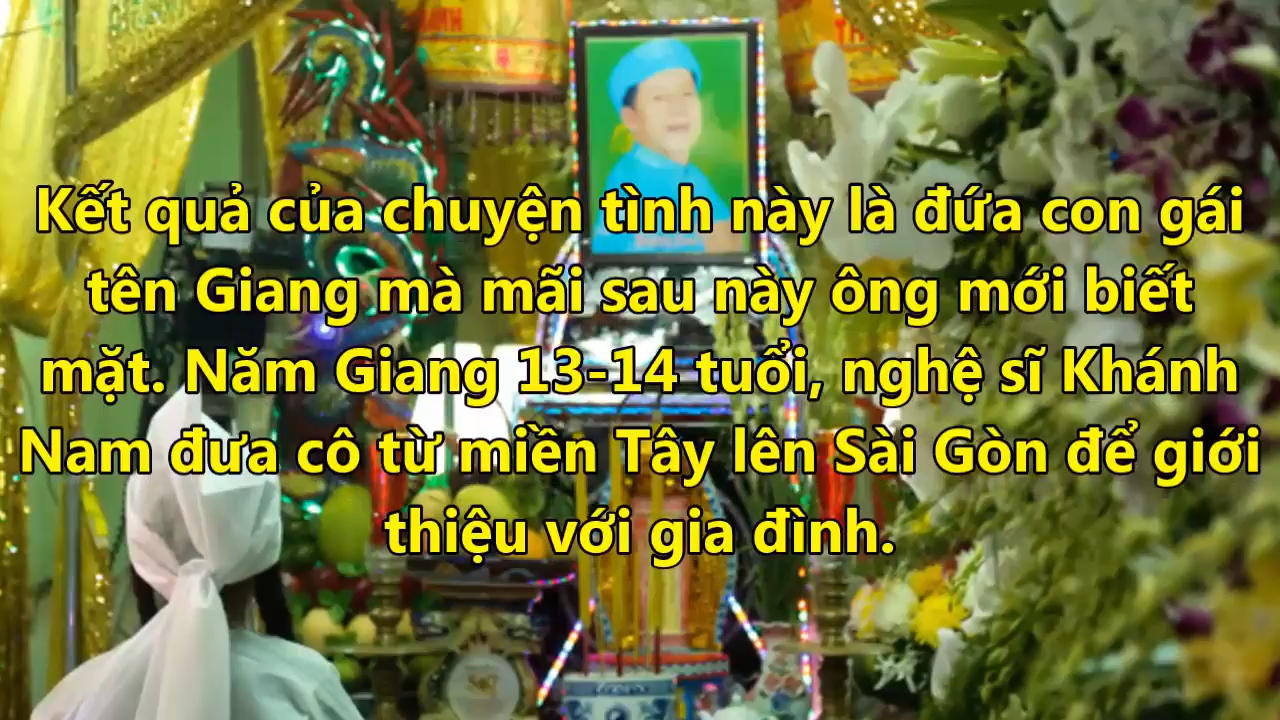 Kết quả của chuyện tình này là đứa con gái
tên Giang mà mãi sau này ông mới biết
mặt. Năm Giang 13-14 tuổi, nghệ sĩ Khánh
Nam đưa cô từ miền Tây lên Sài Gòn để giới
thiệu với gia đình.